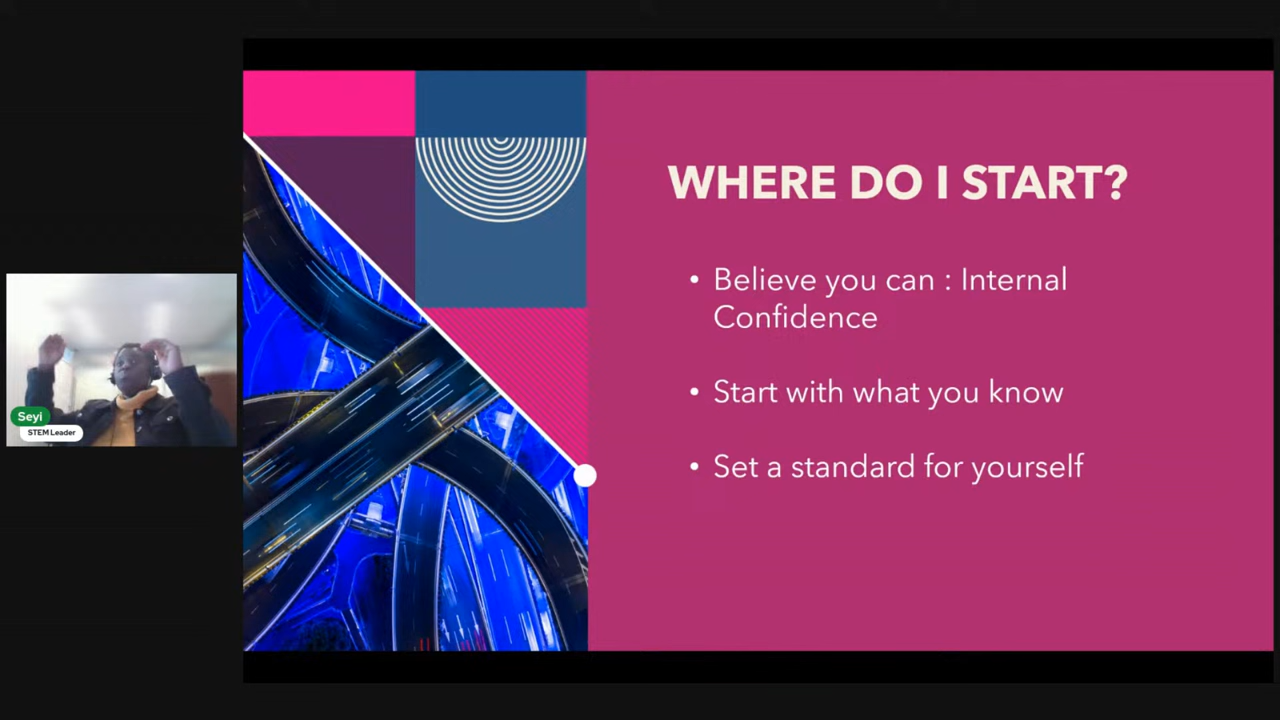 WHERE DO I START?
• Believe you can : Internal
Confidence
• Start with what you know
• Set a standard for yourself
Seyi
STEM Leader